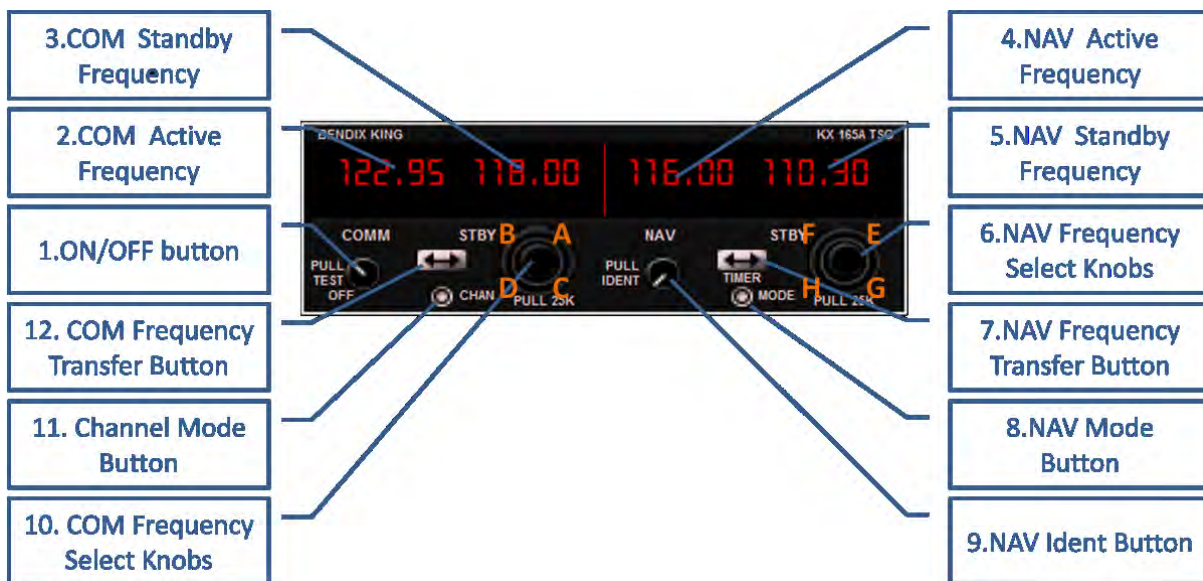 3.COM Standby
Frequency
2.COM Active
Frequency
1.ON/OFF button
12. COM Frequency
Transfer Button
11. Channel Mode
Button
10. COM Frequency
Select Knobs
BENDIX KING
KX 165A TSO
122.95 118.00 116.00 110.30
COMM
STBY
B
A
NAV
STBY
F
E
PULL
TEST
OFF
PULL
IDENT
TIMER
CHAN
D
C
PULL 25K
MODE
H
G
PULL 25K
4.NAV Active
Frequency
5.NAV Standby
Frequency
6.NAV Frequency
Select Knobs
7.NAV Frequency
Transfer Button
8.NAV Mode
Button
9.NAV Ident Button